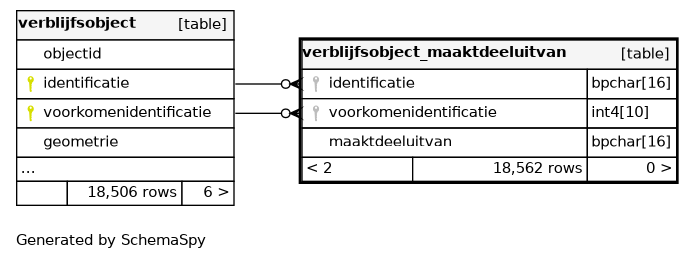 verblijfsobject [table]
objectid
identificatie
voorkomenidentificatie
geometrie
...
18,506 rows 6 >
verblijfsobject_maaktdeeluitvan [table]
identificatie bpchar[16]
voorkomenidentificatie int4[10]
maaktdeeluitvan bpchar[16]
< 2 18,562 rows 0 >
Generated by SchemaSpy